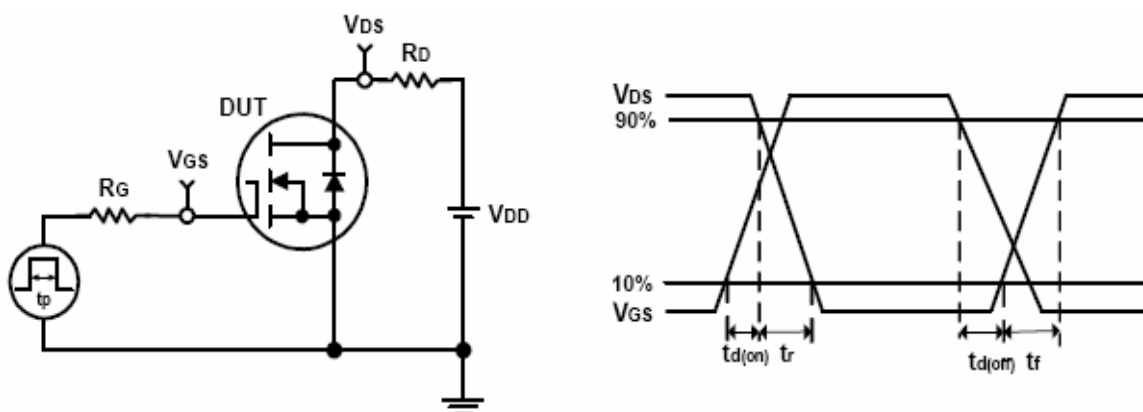 VDS
RD
DUT
VGS
RG
VDD
tp
VDS
90%
10%
VGS
td(on) tr
td(off) tf